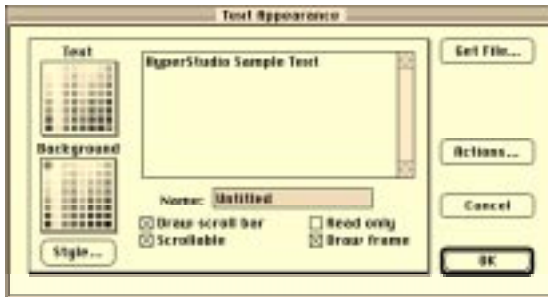 Text Appearance
Text
HyperStudio Sample Text
Get File...
Background
Actions...
Name: Untitled
Draw scroll bar
Read only
Cancel
Scrollable
Draw frame
Style...
OK